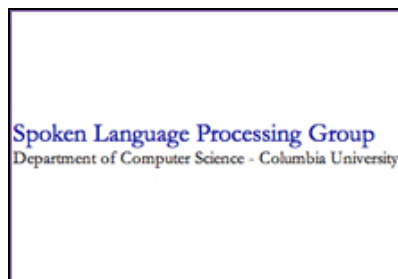 Spoken Language Processing Group
Department of Computer Science - Columbia University